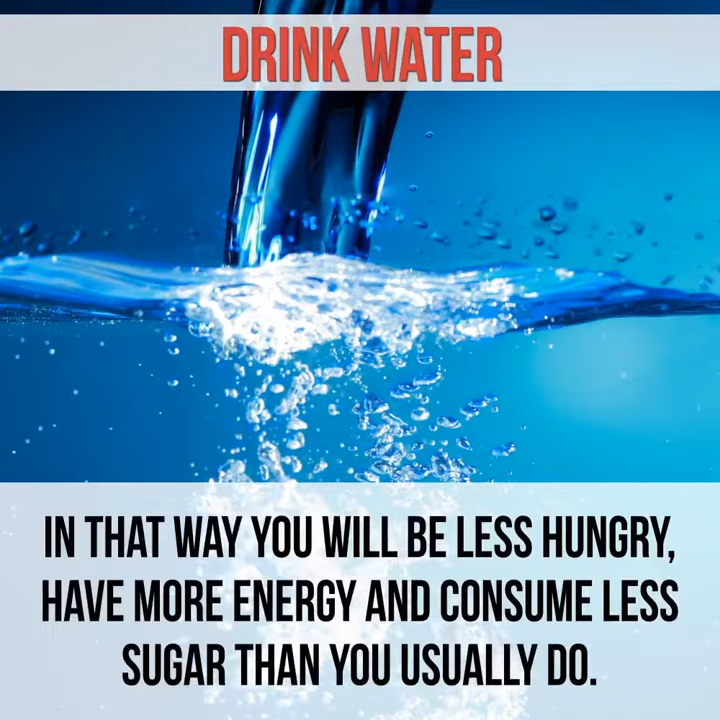 DRINK WATER
IN THAT WAY YOU WILL BE LESS HUNGRY,
HAVE MORE ENERGY AND CONSUME LESS
SUGAR THAN YOU USUALLY DO.